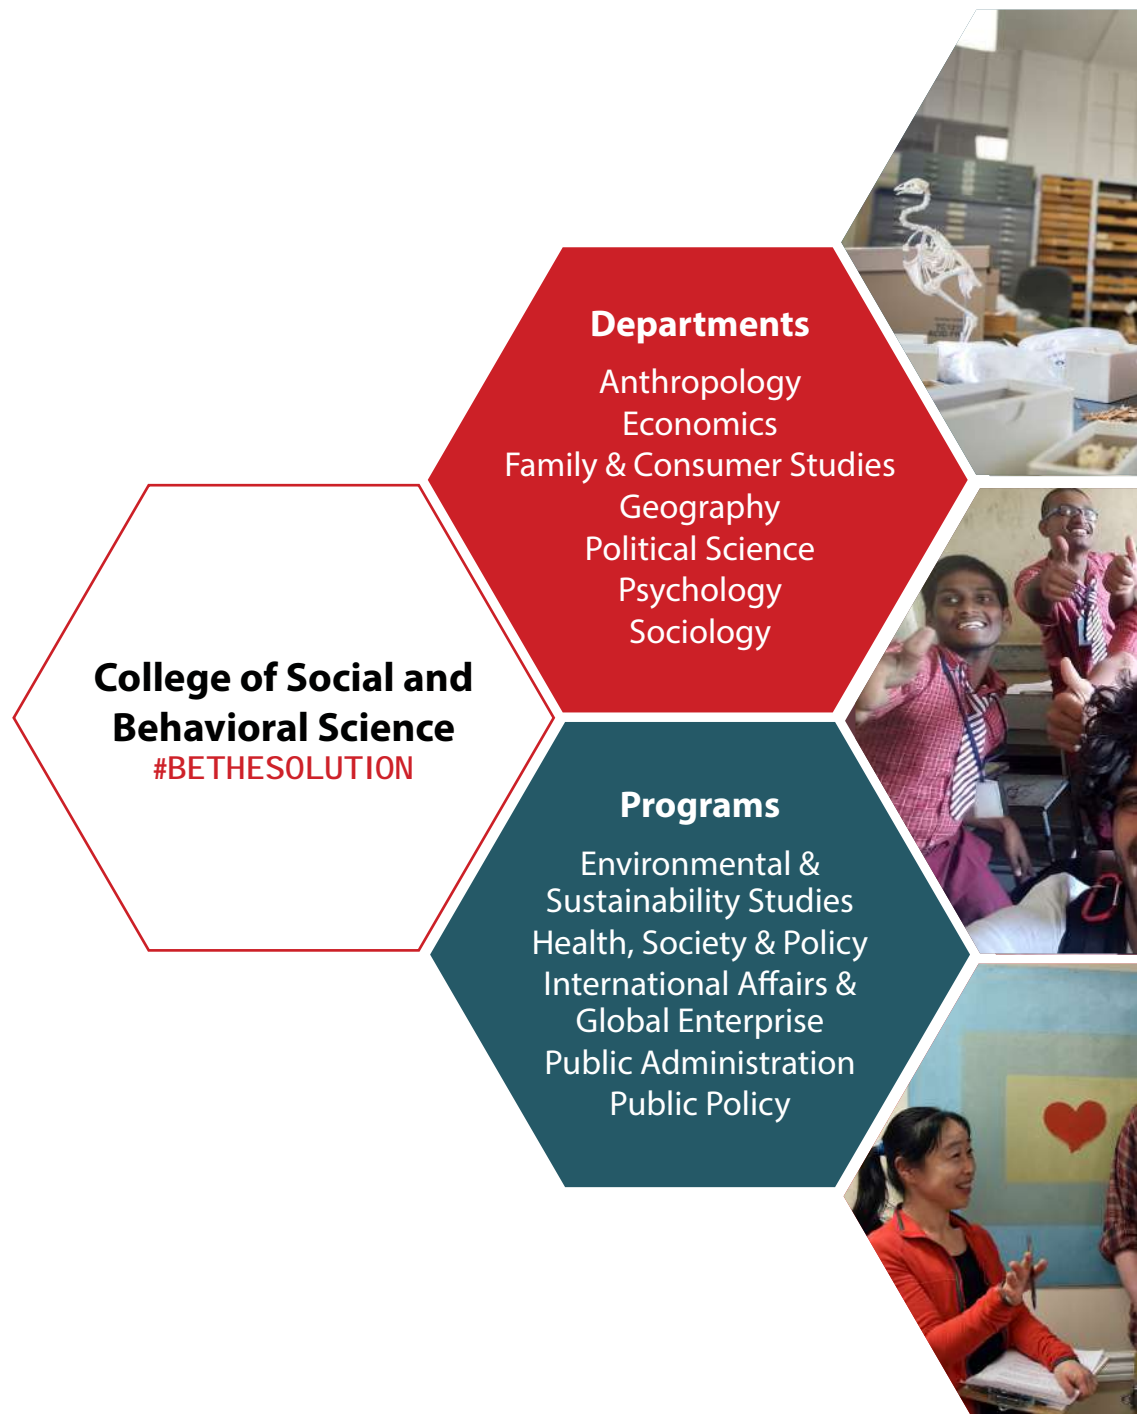 College of Social and
Behavioral Science
#BETHESOLUTION
Departments
Anthropology
Economics
Family & Consumer Studies
Geography
Political Science
Psychology
Sociology
Programs
Environmental &
Sustainability Studies
Health, Society & Policy
International Affairs &
Global Enterprise
Public Administration
Public Policy